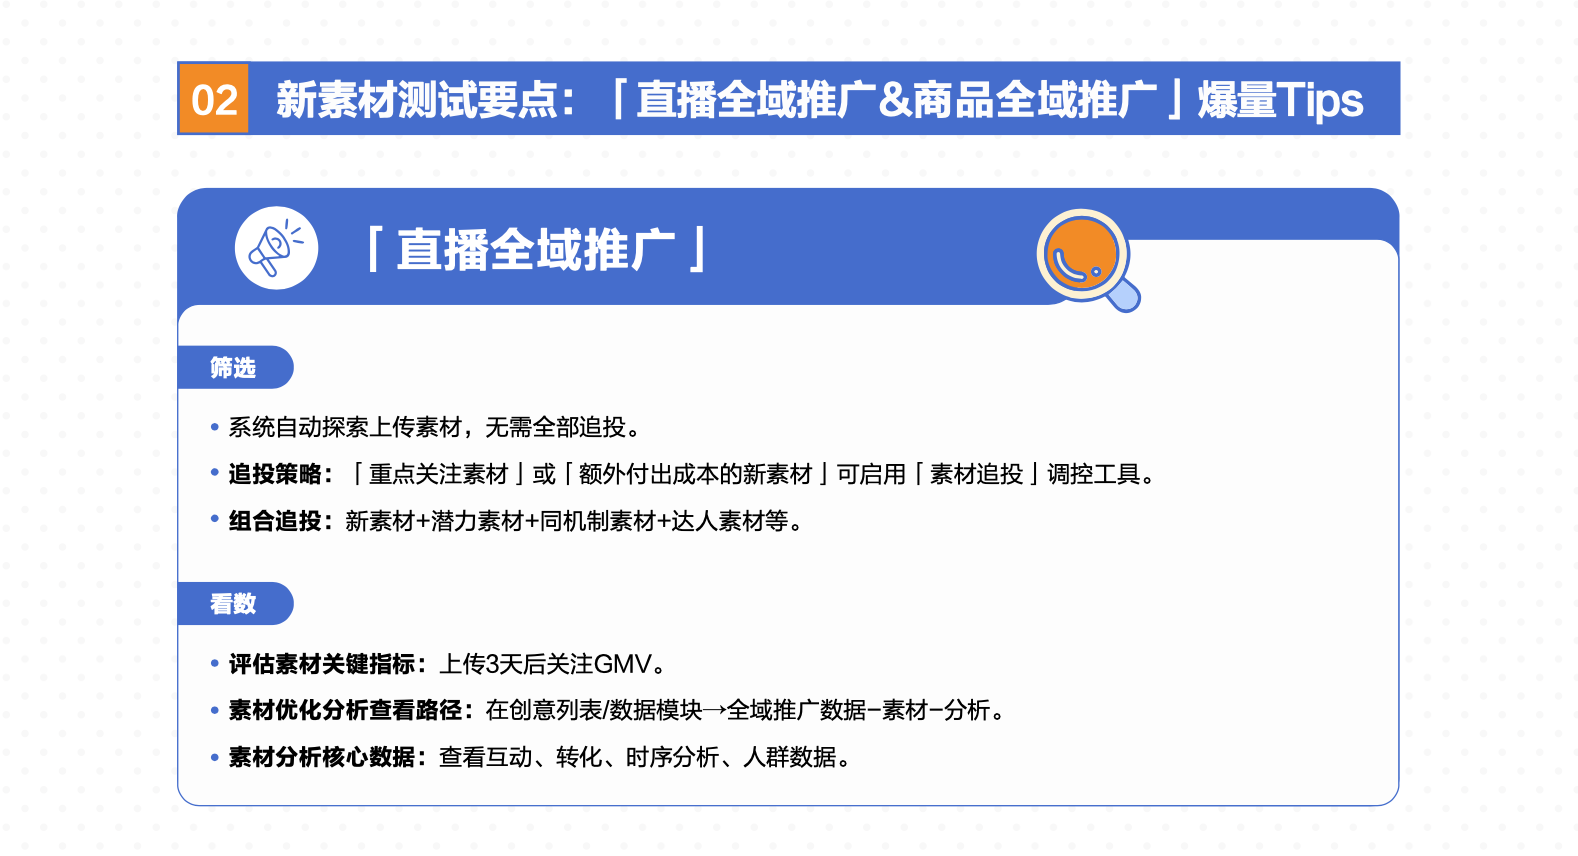 02 新素材测试要点：「直播全域推广&商品全域推广」爆量Tips
「直播全域推广」
筛选
• 系统自动探索上传素材，无需全部追投。
• 追投策略：「重点关注素材」或「额外付出成本的新素材」可启用「素材追投」调控工具。
• 组合追投：新素材+潜力素材+同机制素材+达人素材等。
看数
• 评估素材关键指标：上传3天后关注GMV。
• 素材优化分析查看路径：在创意列表/数据模块→全域推广数据–素材–分析。
• 素材分析核心数据：查看互动、转化、时序分析、人群数据。